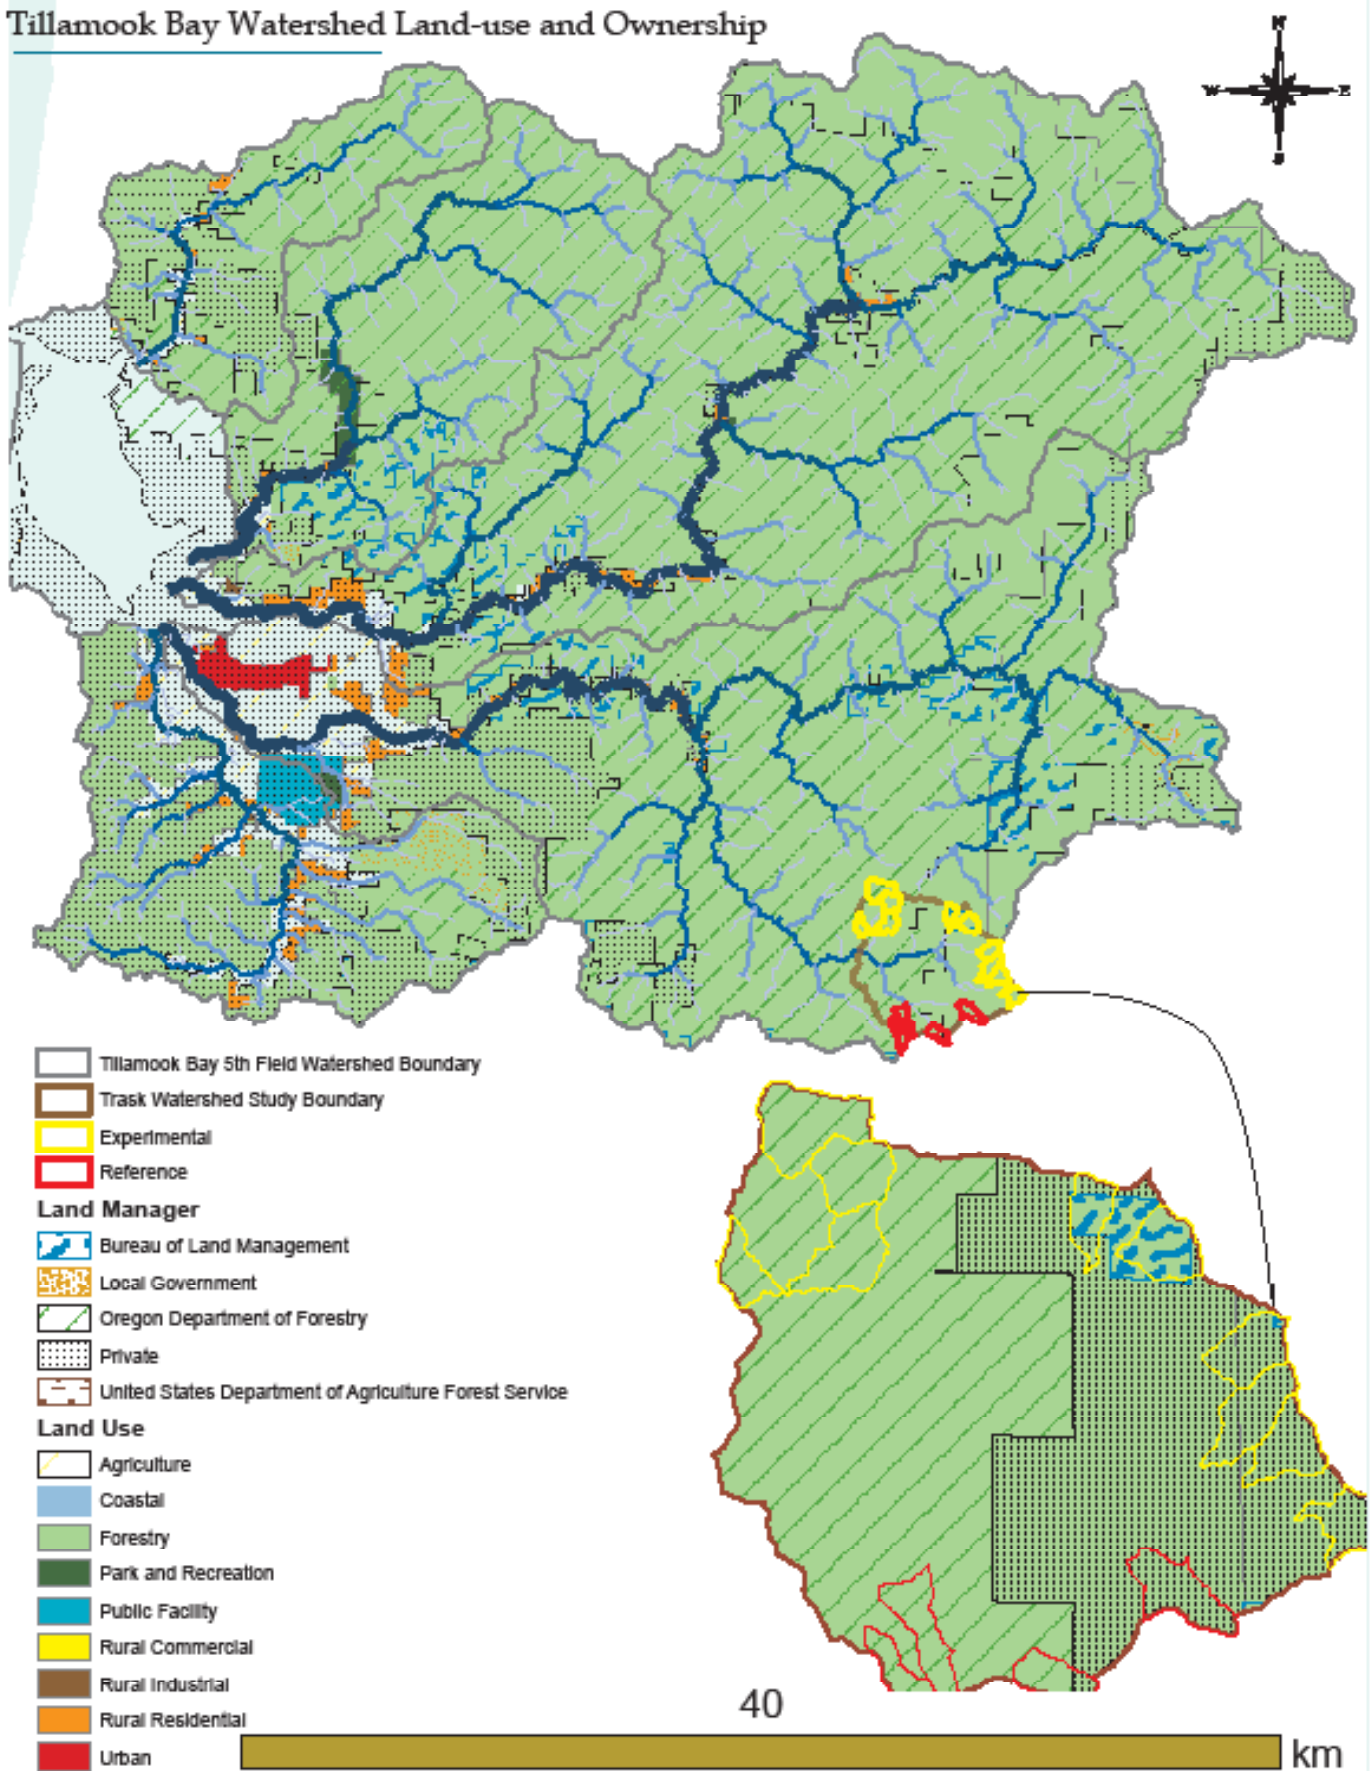 Tillamook Bay Watershed Land-use and Ownership
N
W
E
S
Tillamook Bay 5th Field Watershed Boundary
Trask Watershed Study Boundary
Experimental
Reference
Land Manager
Bureau of Land Management
Local Government
Oregon Department of Forestry
Private
United States Department of Agriculture Forest Service
Land Use
Agriculture
Coastal
Forestry
Park and Recreation
Public Facility
Rural Commercial
Rural Industrial
Rural Residential
Urban
40
km